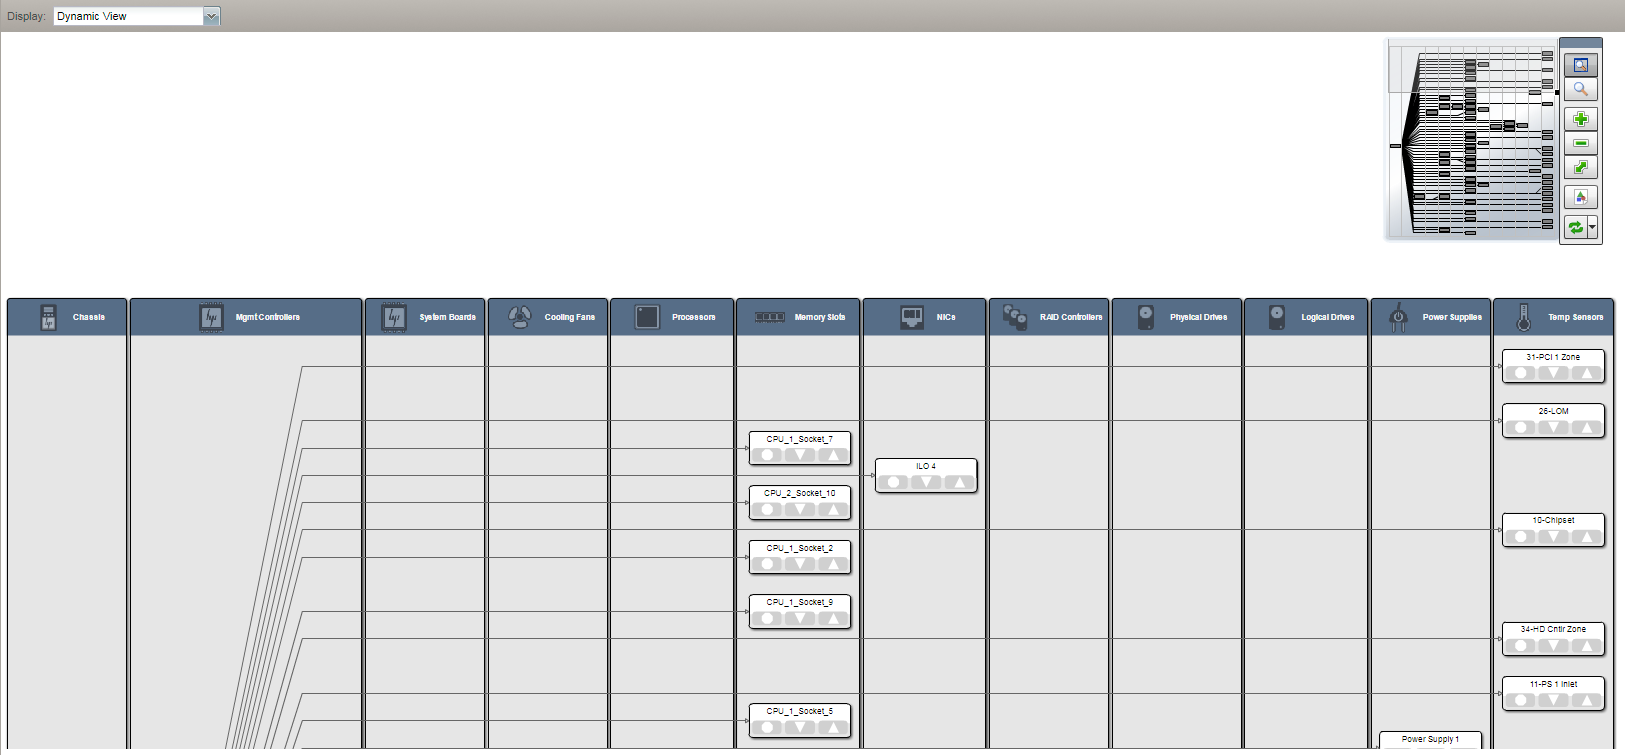 Display: Dynamic View
Chassis Mgmt Controllers System Boards Cooling Fans Processors Memory Slots NICs RAID Controllers Physical Drives Logical Drives Power Supplies Temp Sensors
31-PCI 1 Zone
26-LOM
CPU_1_Socket_7
ILO 4
CPU_2_Socket_10
10-Chipset
CPU_1_Socket_2
CPU_1_Socket_9
34-HD Cntlr Zone
11-PS 1 Inlet
CPU_1_Socket_5
Power Supply 1